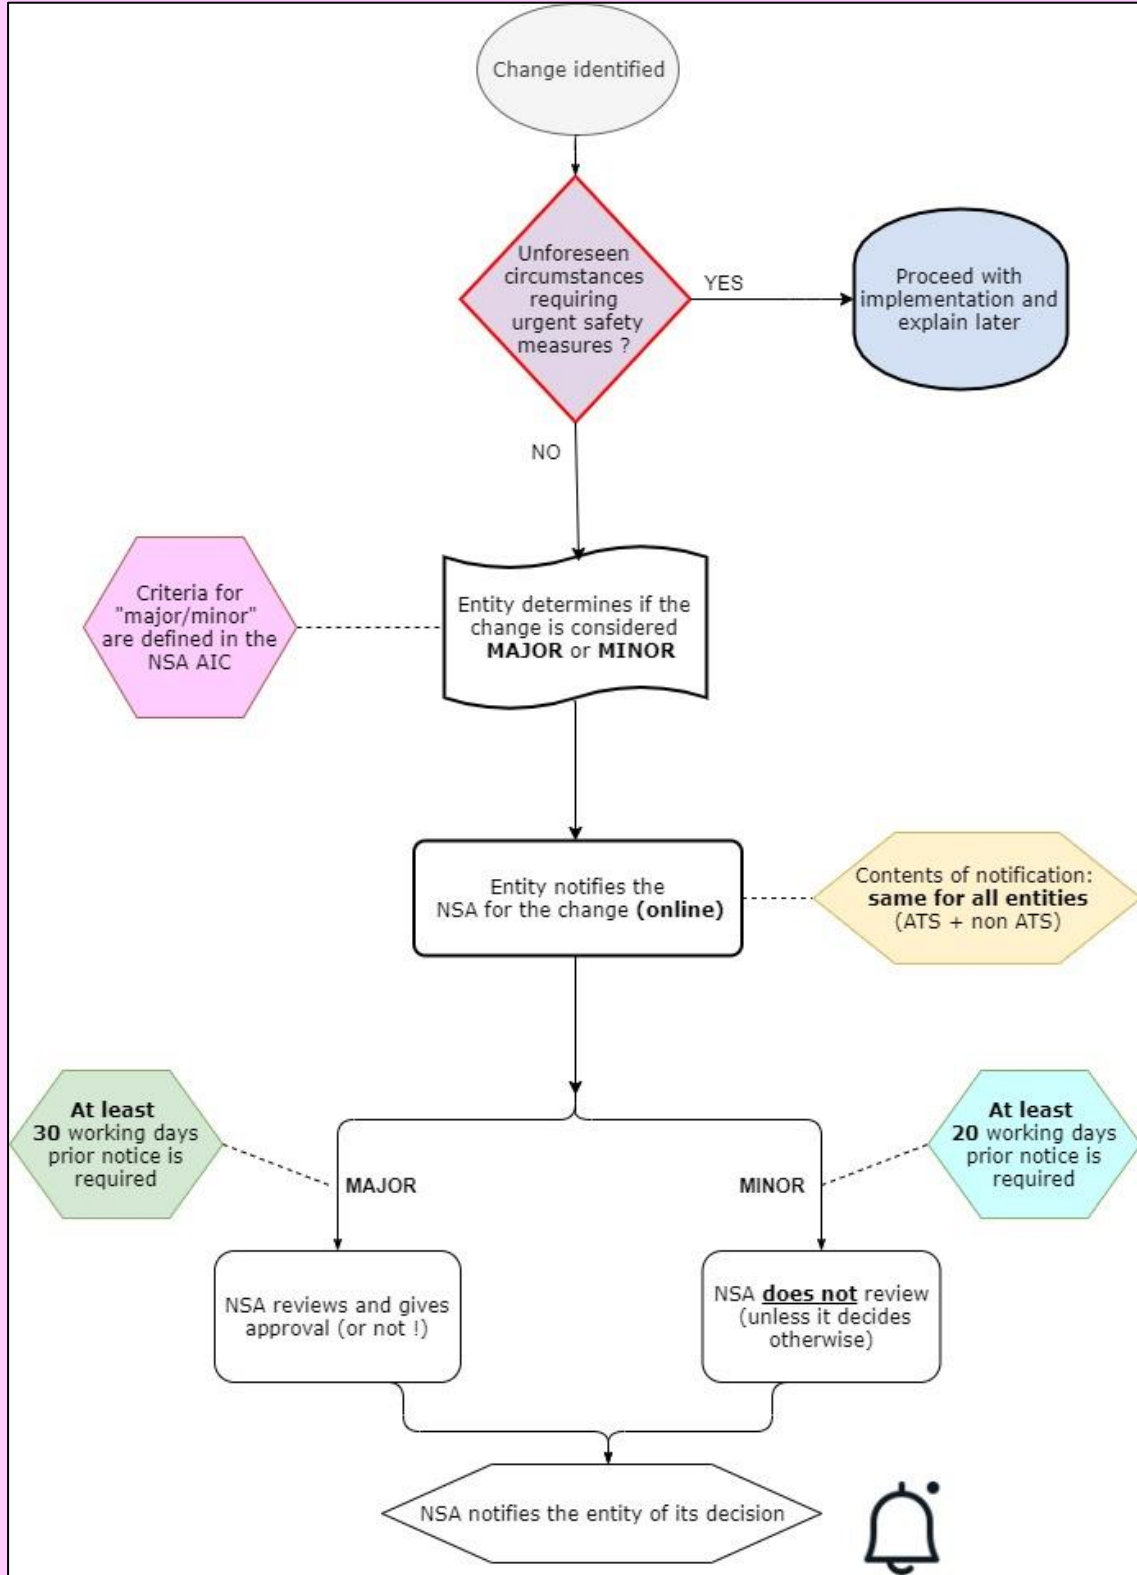 Change identified
Unforeseen
circumstances
requiring
urgent safety
measures ?
YES
Proceed with
implementation and
explain later
NO
Criteria for
"major/minor"
are defined in the
NSA AIC
Entity determines if the
change is considered
MAJOR or MINOR
Entity notifies the
NSA for the change (online)
Contents of notification:
same for all entities
(ATS + non ATS)
At least
30 working days
prior notice is
required
MAJOR
MINOR
At least
20 working days
prior notice is
required
NSA reviews and gives
approval (or not !)
NSA does not review
(unless it decides
otherwise)
NSA notifies the entity of its decision